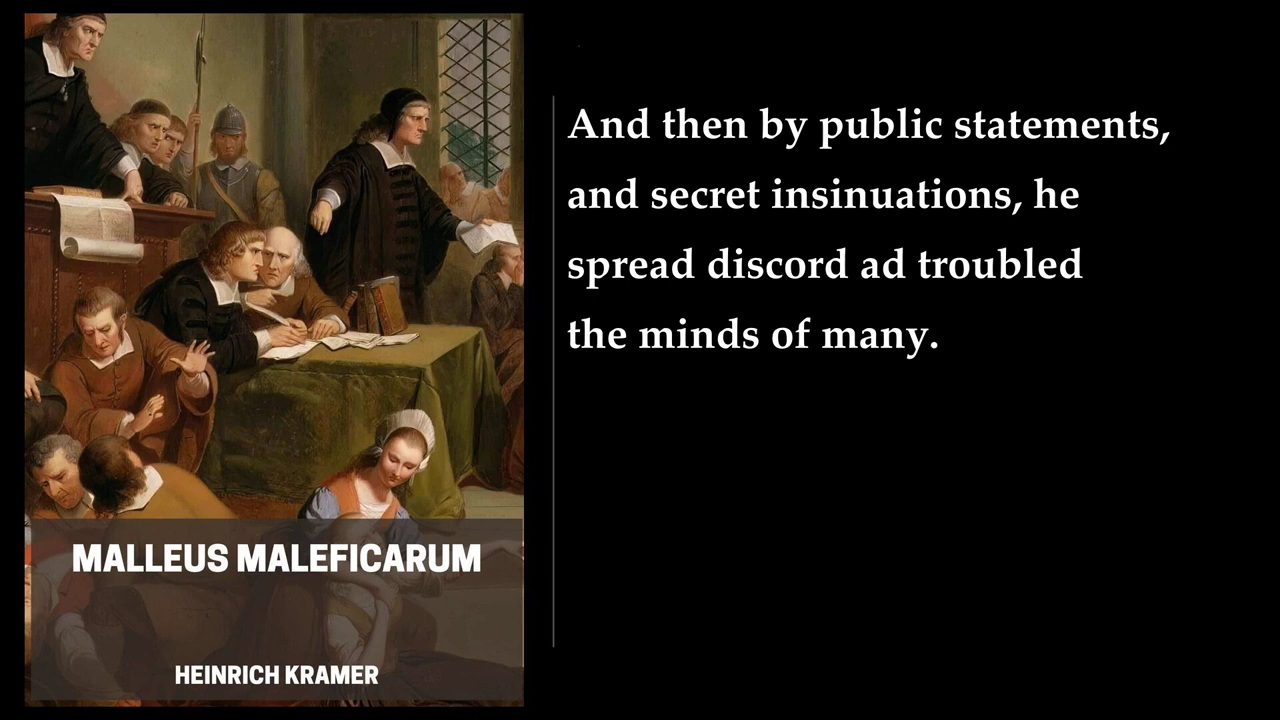 And then by public statements,
and secret insinuations, he
spread discord ad troubled
the minds of many.
MALLEUS MALEFICARUM
HEINRICH KRAMER